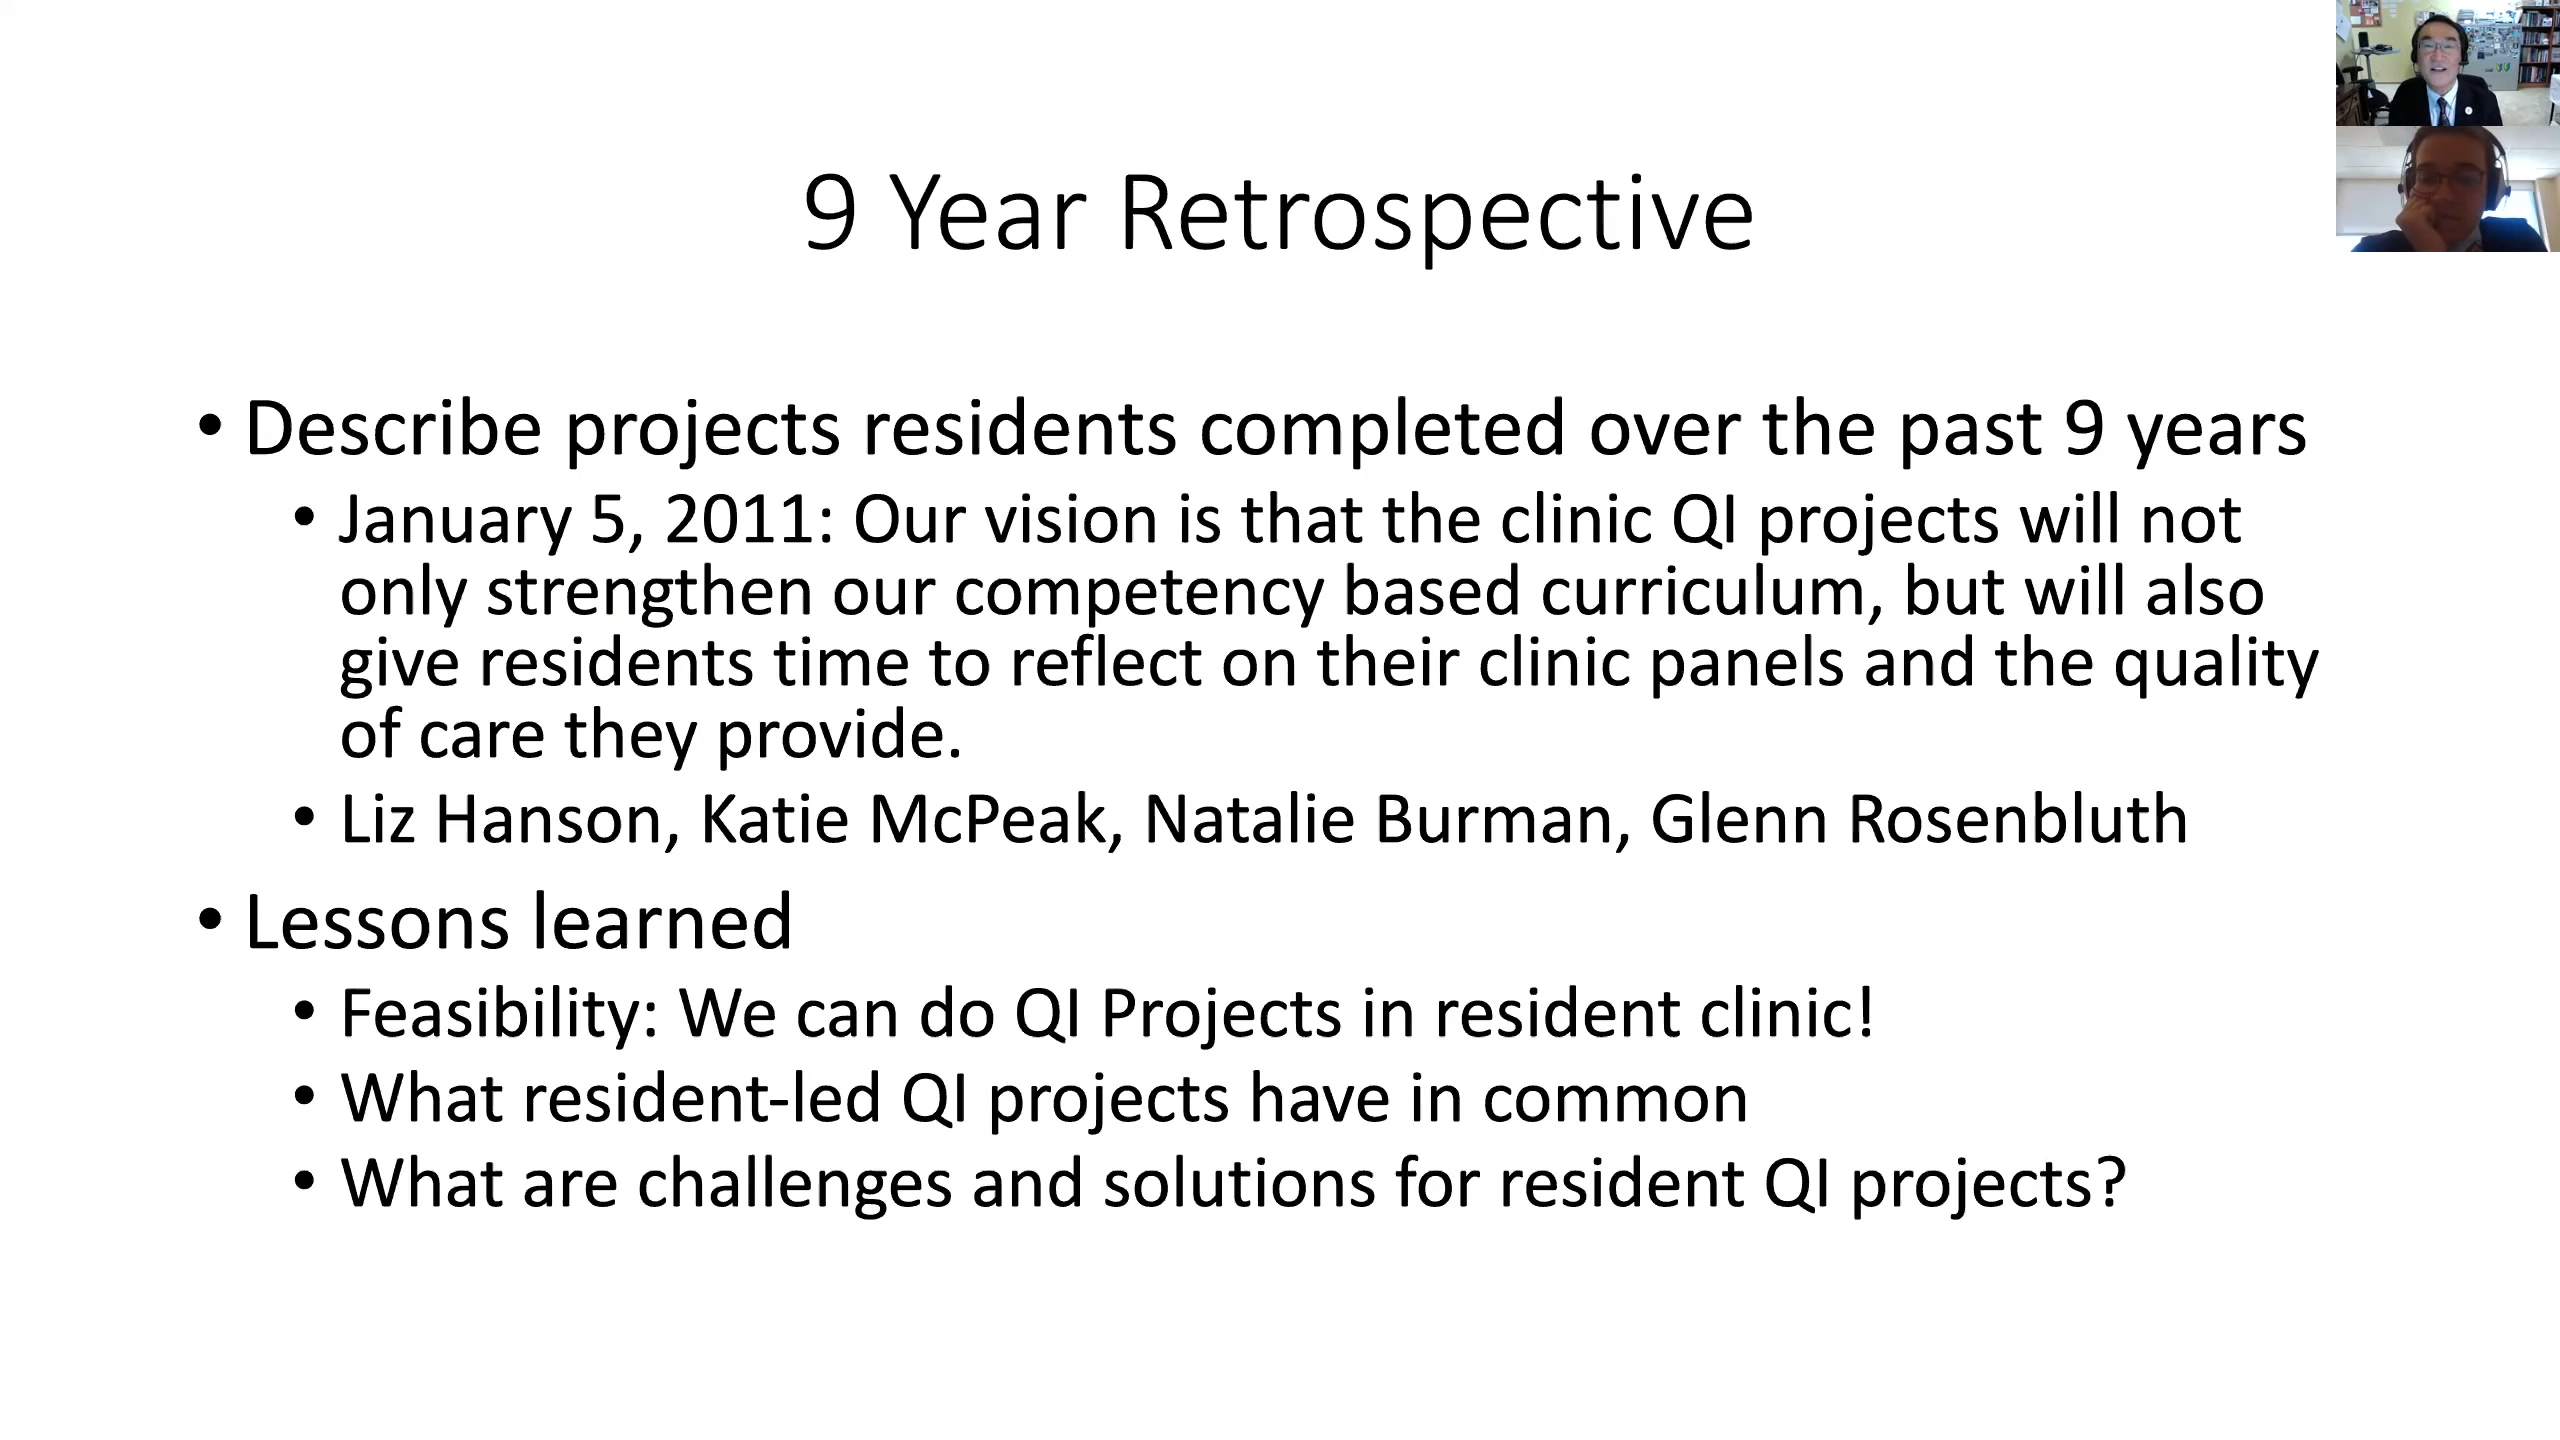 9 Year Retrospective
• Describe projects residents completed over the past 9 years
• January 5, 2011: Our vision is that the clinic QI projects will not
only strengthen our competency based curriculum, but will also
give residents time to reflect on their clinic panels and the quality
of care they provide.
• Liz Hanson, Katie McPeak, Natalie Burman, Glenn Rosenbluth
• Lessons learned
• Feasibility: We can do QI Projects in resident clinic!
• What resident-led QI projects have in common
• What are challenges and solutions for resident QI projects?